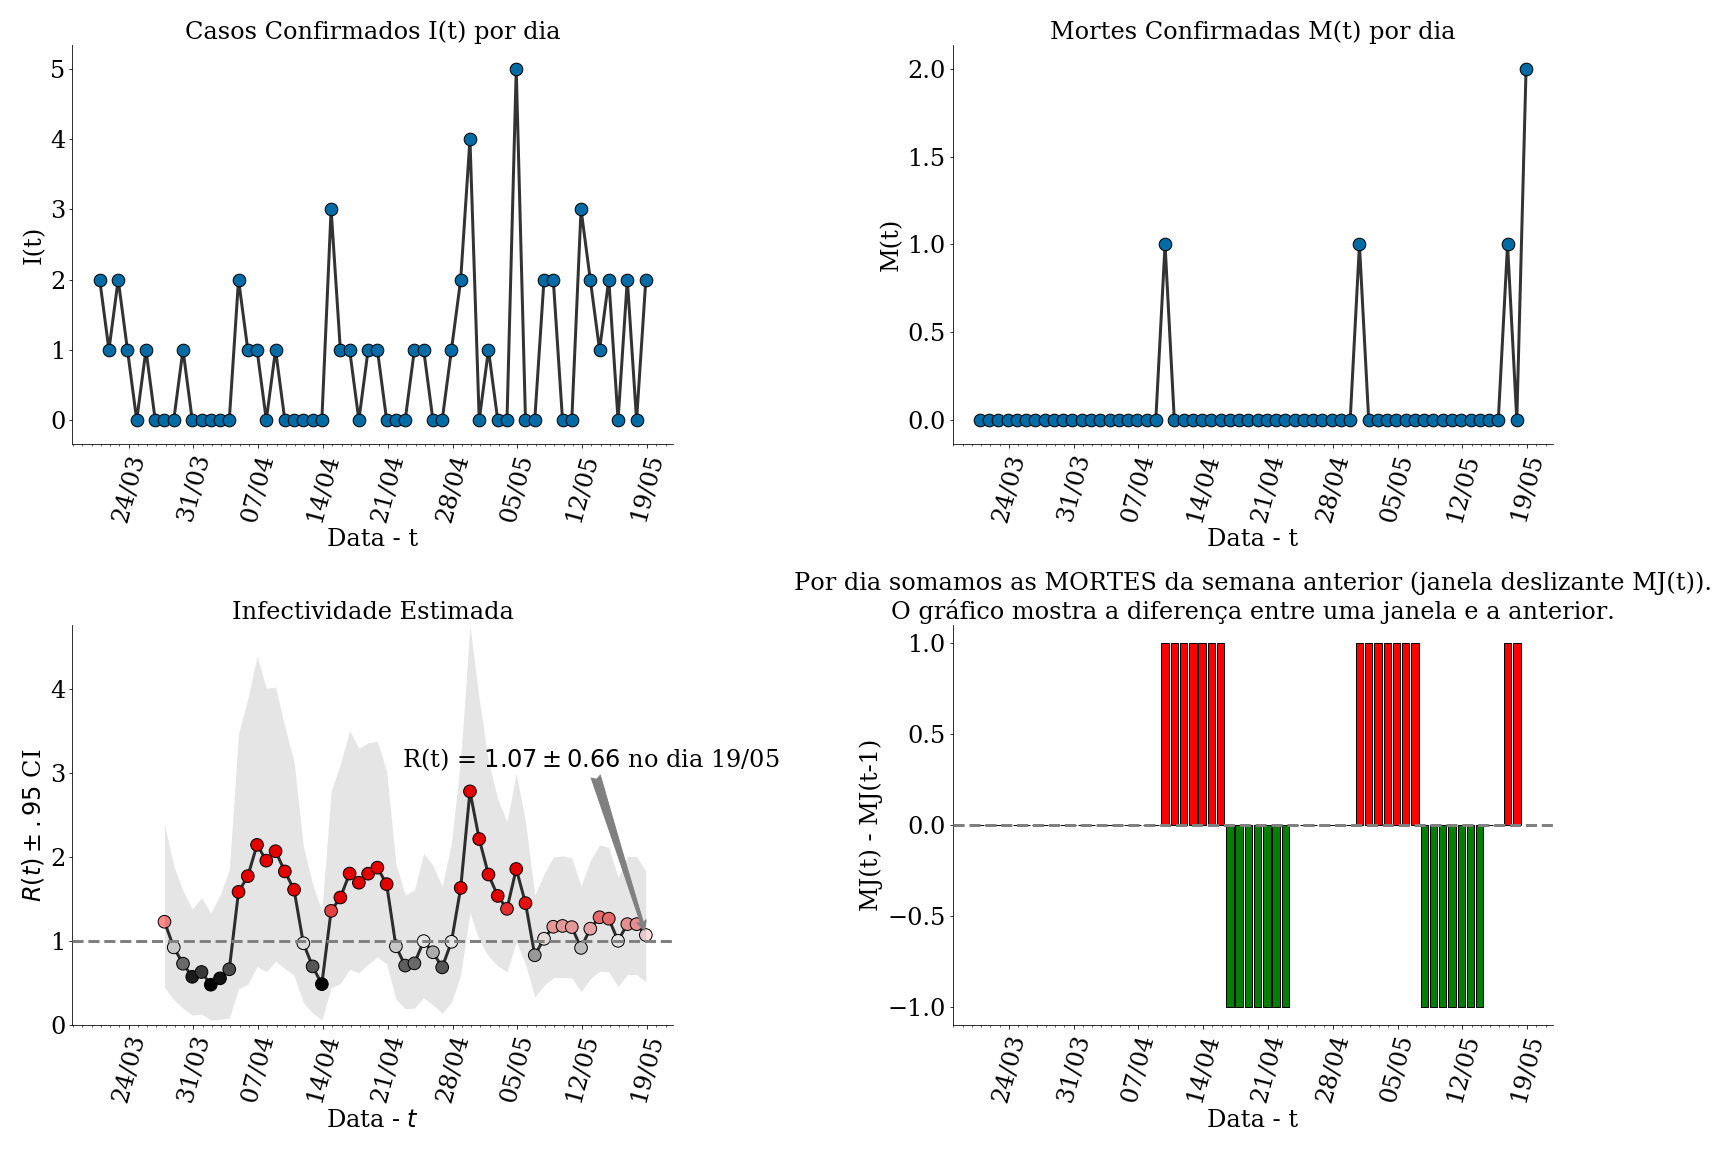 Casos Confirmados I(t) por dia
I(t)
5
4
3
2
1
0
24/03 31/03 07/04 14/04 21/04 28/04 05/05 12/05 19/05
Data - t
Mortes Confirmadas M(t) por dia
M(t)
2.0
1.5
1.0
0.5
0.0
24/03 31/03 07/04 14/04 21/04 28/04 05/05 12/05 19/05
Data - t
Infectividade Estimada
R(t) ± .95 CI
4
3
2
1
0
R(t) = 1.07 ± 0.66 no dia 19/05
24/03 31/03 07/04 14/04 21/04 28/04 05/05 12/05 19/05
Data - t
Por dia somamos as MORTES da semana anterior (janela deslizante MJ(t)).
O gráfico mostra a diferença entre uma janela e a anterior.
MJ(t) - MJ(t-1)
1.0
0.5
0.0
−0.5
−1.0
24/03 31/03 07/04 14/04 21/04 28/04 05/05 12/05 19/05
Data - t